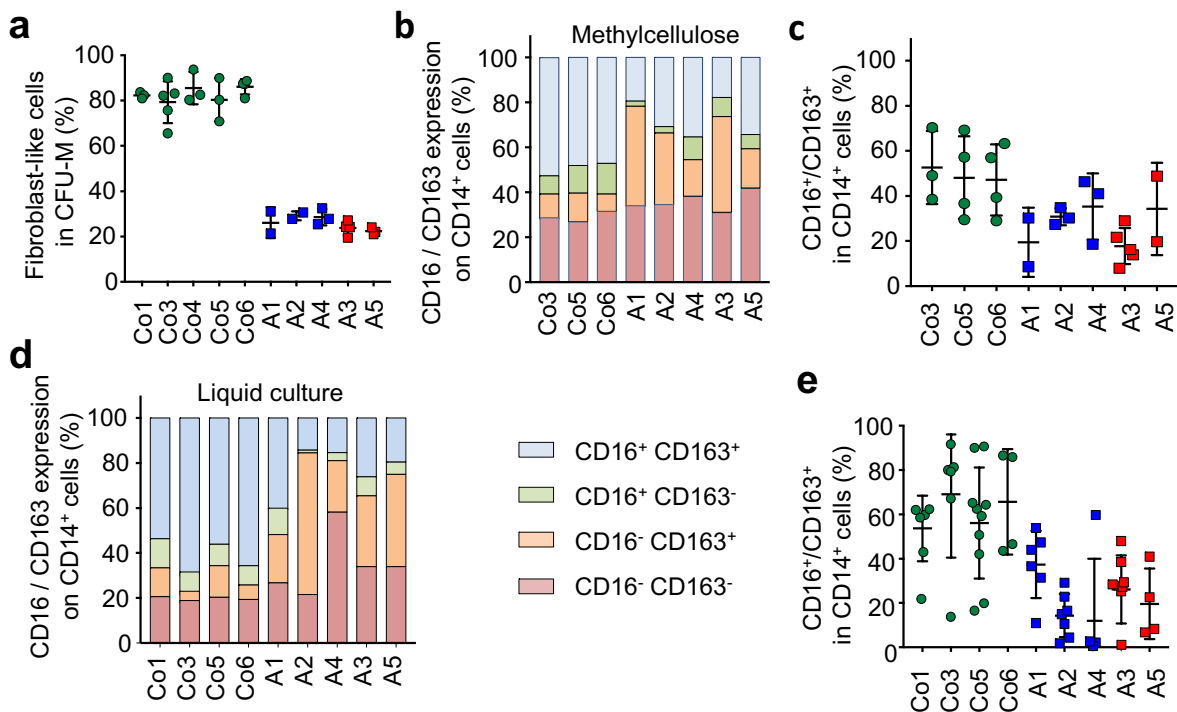 a
Fibroblast-like cells
in CFU-M (%)
100
80
60
40
20
0
Co1
Co3
Co4
Co5
Co6
A1
A2
A4
A3
A5
b
Methylcellulose
CD16 / CD163 expression
on CD14⁺ cells (%)
100
80
60
40
20
0
Co3
Co5
Co6
A1
A2
A4
A3
A5
c
CD16⁺/CD163⁺
in CD14⁺ cells (%)
100
80
60
40
20
0
Co3
Co5
Co6
A1
A2
A4
A3
A5
d
Liquid culture
CD16 / CD163 expression
on CD14⁺ cells (%)
100
80
60
40
20
0
Co1
Co3
Co5
Co6
A1
A2
A4
A3
A5
CD16⁺ CD163⁺
CD16⁺ CD163⁻
CD16⁻ CD163⁺
CD16⁻ CD163⁻
e
CD16⁺/CD163⁺
in CD14⁺ cells (%)
100
80
60
40
20
0
Co1
Co3
Co5
Co6
A1
A2
A4
A3
A5